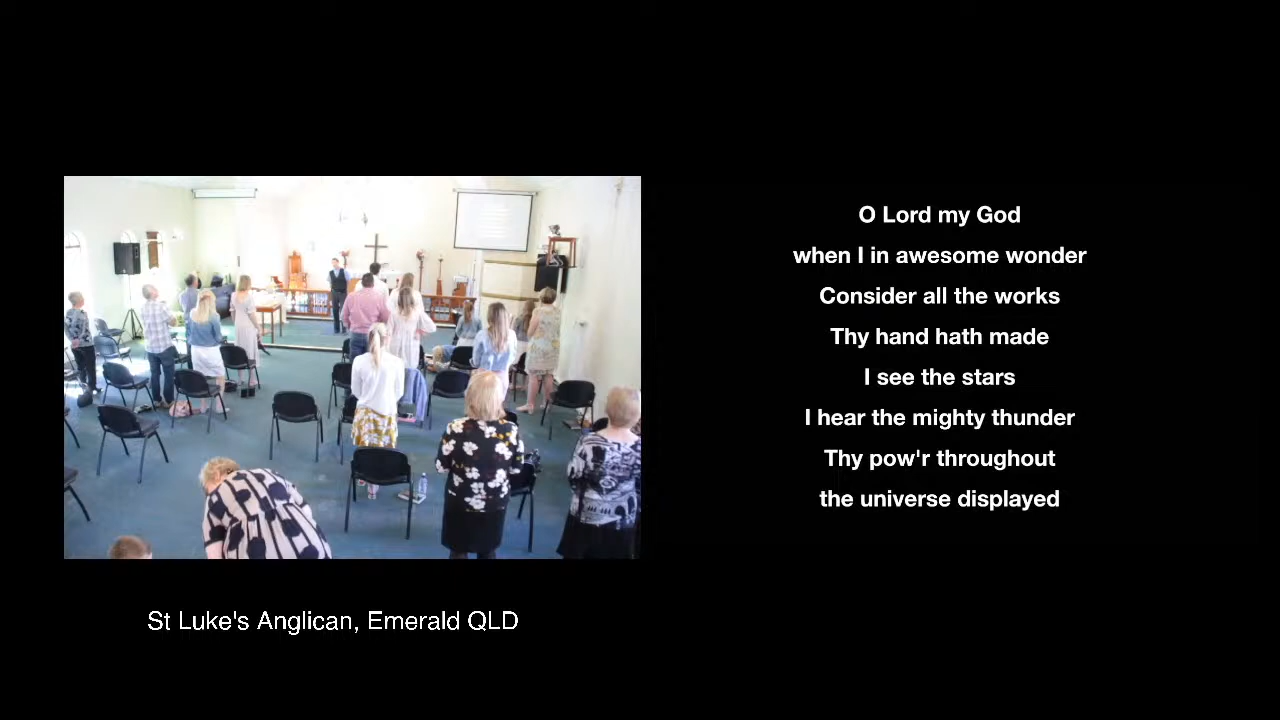 O Lord my God
when I in awesome wonder
Consider all the works
Thy hand hath made
I see the stars
I hear the mighty thunder
Thy pow'r throughout
the universe displayed
St Luke's Anglican, Emerald QLD